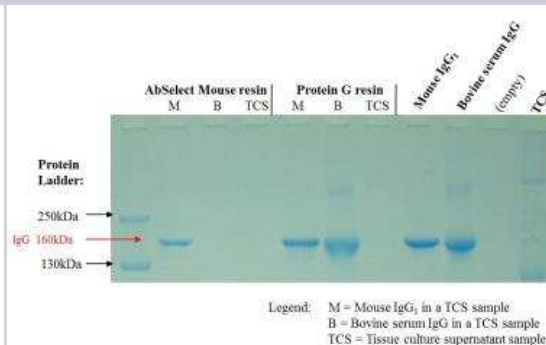 AbSelect Mouse resin
M B TCS
Protein G resin
M B TCS
Mouse IgG₁
Bovine serum IgG
(empty)
TCS
Protein
Ladder:
250kDa
IgG 160kDa
130kDa
Legend: M = Mouse IgG₁ in a TCS sample
B = Bovine serum IgG in a TCS sample
TCS = Tissue culture supernatant sample